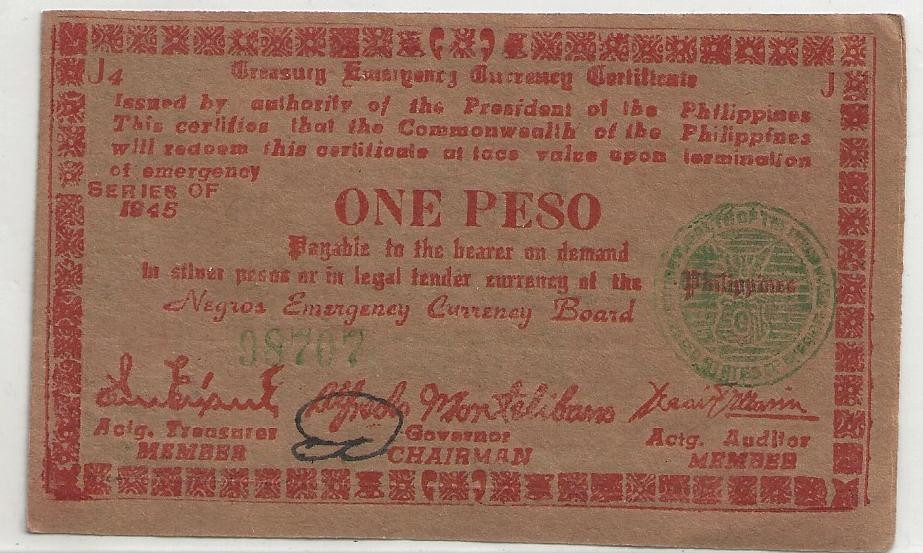 J4 Treasury Emergency Currency Certificate J
Issued by authority of the President of the Philippines
This certifies that the Commonwealth of the Philippines
will redeem this certificate at face value upon termination
of emergency
SERIES OF
1945
ONE PESO
Payable to the bearer on demand
in silver pesos or in legal tender currency of the Philippines
Negros Emergency Currency Board
98707
Alfredo Montelibano
Actg. Treasurer Governor Actg. Auditor
MEMBER CHAIRMAN MEMBER